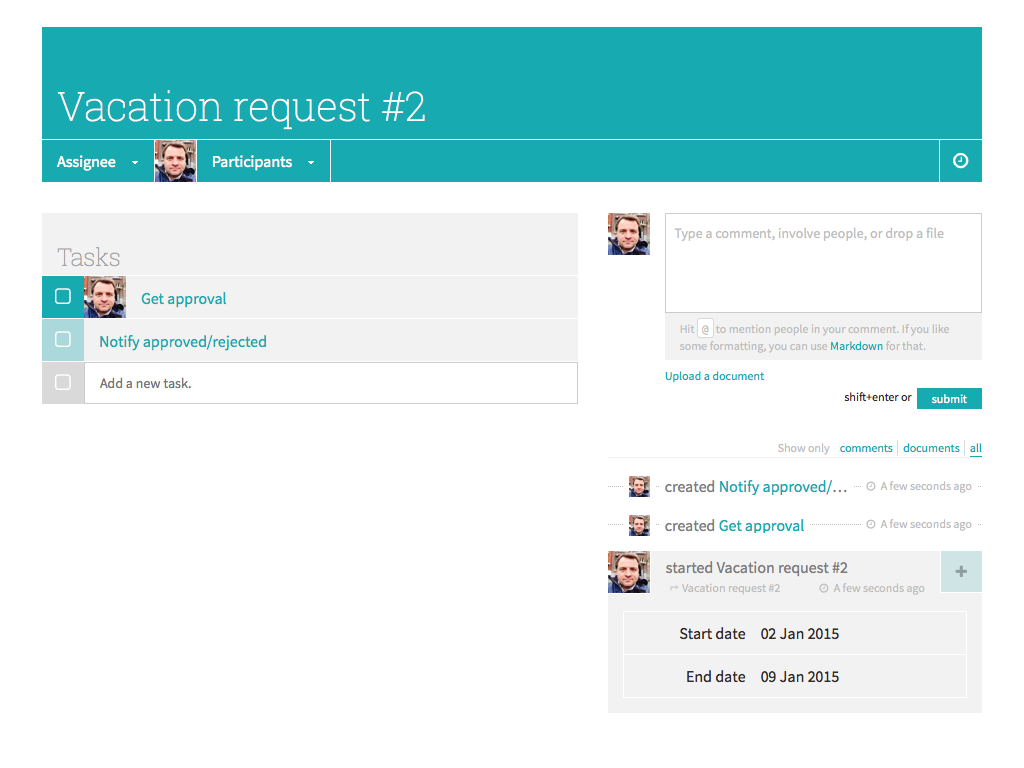 Vacation request #2
Assignee
Participants
Tasks
Get approval
Notify approved/rejected
Add a new task.
Type a comment, involve people, or drop a file
Hit @ to mention people in your comment. If you like
some formatting, you can use Markdown for that.
Upload a document
shift+enter or submit
Show only comments documents all
created Notify approved/... A few seconds ago
created Get approval A few seconds ago
started Vacation request #2
Vacation request #2 A few seconds ago
Start date 02 Jan 2015
End date 09 Jan 2015